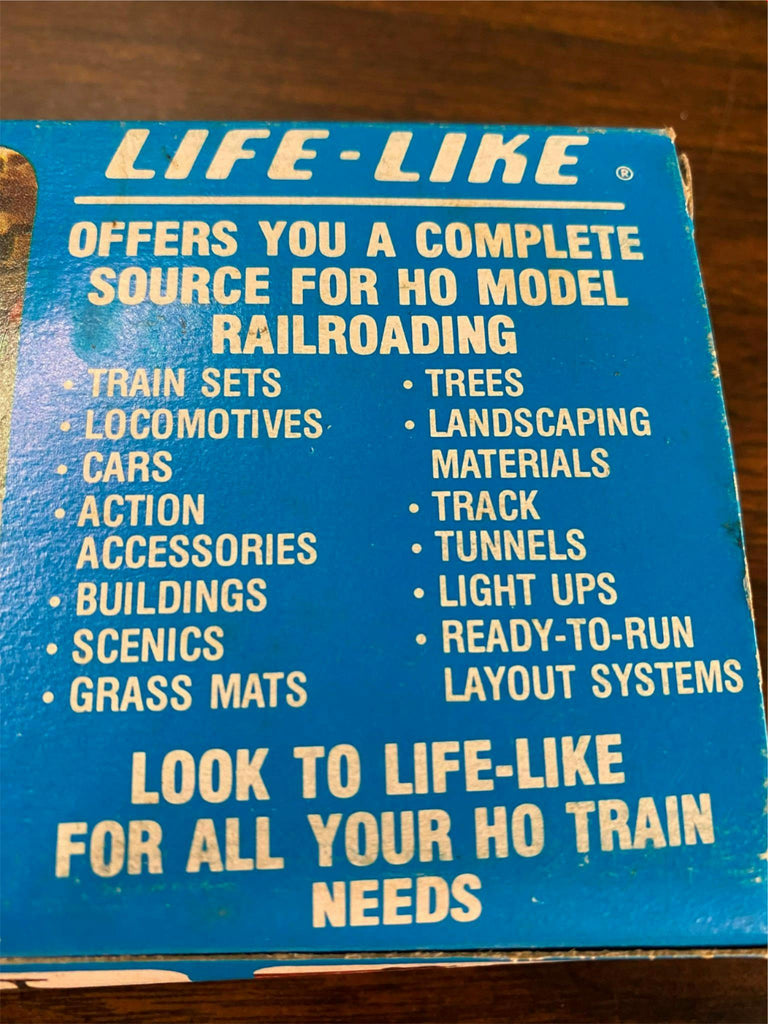 LIFE-LIKE ®
OFFERS YOU A COMPLETE
SOURCE FOR HO MODEL
RAILROADING
• TRAIN SETS
• LOCOMOTIVES
• CARS
• ACTION
ACCESSORIES
• BUILDINGS
• SCENICS
• GRASS MATS
• TREES
• LANDSCAPING
MATERIALS
• TRACK
• TUNNELS
• LIGHT UPS
• READY-TO-RUN
LAYOUT SYSTEMS
LOOK TO LIFE-LIKE
FOR ALL YOUR HO TRAIN
NEEDS